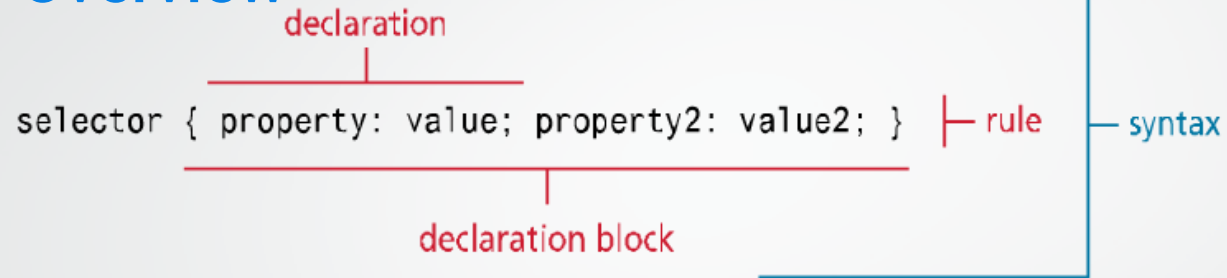 declaration
selector { property: value; property2: value2; } rule syntax
declaration block